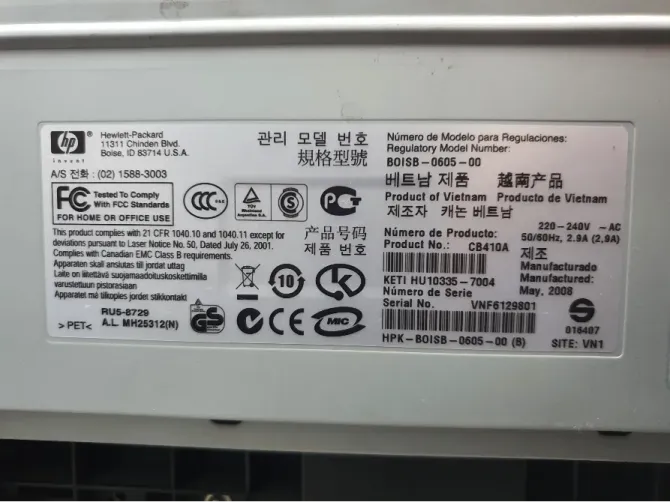 hp
invent
Hewlett-Packard
11311 Chinden Blvd.
Boise, ID 83714 U.S.A.
A/S 전화 : (02) 1588-3003
관리 모델 번호
規格型號
Número de Modelo para Regulaciones:
Regulatory Model Number:
BOISB-0605-00
베트남 제품 越南产品
Product of Vietnam Producto de Vietnam
제조자 캐논 베트남
FC Tested To Comply
With FCC Standards
FOR HOME OR OFFICE USE
CCC
TÜV
S
This product complies with 21 CFR 1040.10 and 1040.11 except for
deviations pursuant to Laser Notice No. 50, Dated July 26, 2001.
Complies with Canadian EMC Class B requirements.
Apparaten skall anslutas till jordat uttag
Laite on liitettävä suojamaadoituskoskettimilla
varustettuun pistorasiaan
Apparatet må tilkoples jordet stikkontakt
产品号码
제품 번호
220-240V -AC
Número de Producto: 50/60Hz, 2.9A (2,9A)
Product No.: CB410A
제조
Manufacturado
Manufactured:
May, 2008
KETI HU10335-7004
Número de Serie
Serial No. VNF6129801
10
RU5-8729
>PET< A.L. MH25312(N)
GS
CE
MIC
HPK-BOISB-0605-00 (B)
016407
SITE: VN1